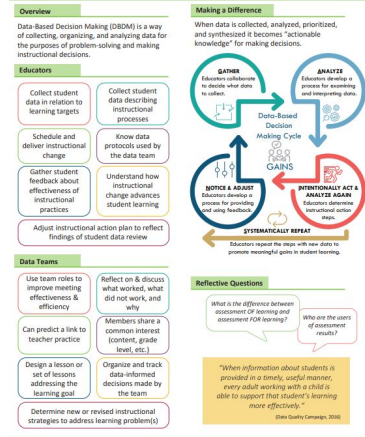 Overview
Data-Based Decision Making (DBDM) is a way
of collecting, organizing, and analyzing data for
the purposes of problem-solving and making
instructional decisions.
Educators
Collect student
data in relation to
learning targets
Collect student
data describing
instructional
processes
Schedule and
deliver instructional
change
Know data
protocols used by
the data team
Gather student
feedback about
effectiveness of
instructional
practices
Understand how
instructional
change advances
student learning
Adjust instructional action plan to reflect
findings of student data review
Data Teams
Use team roles to
improve meeting
effectiveness &
efficiency
Reflect on & discuss
what worked, what
did not work, and
why
Can predict a link to
teacher practice
Members share a
common interest
(content, grade
level, etc.)
Design a lesson or
set of lessons
addressing the
learning goal
Organize and track
data-informed
decisions made by
the team
Determine new or revised instructional
strategies to address learning problem(s)
Making a Difference
When data is collected, analyzed, prioritized,
and synthesized it becomes "actionable
knowledge" for making decisions.
GATHER
Educators collaborate
to decide what data
to collect.
ANALYZE
Educators develop a
process for examining
and interpreting data.
Data-Based
Decision
Making Cycle
GAINS
NOTICE & ADJUST
Educators develop a
process for providing
and using feedback.
INTENTIONALLY ACT &
ANALYZE AGAIN
Educators determine
instructional action
steps.
SYSTEMATICALLY REPEAT
Educators repeat the steps with new data to
promote meaningful gains in student learning.
Reflective Questions
What is the difference between
assessment OF learning and
assessment FOR learning?
Who are the users
of assessment
results?
"When information about students is
provided in a timely, useful manner,
every adult working with a child is
able to support that student's learning
more effectively."
(Data Quality Campaign, 2016)